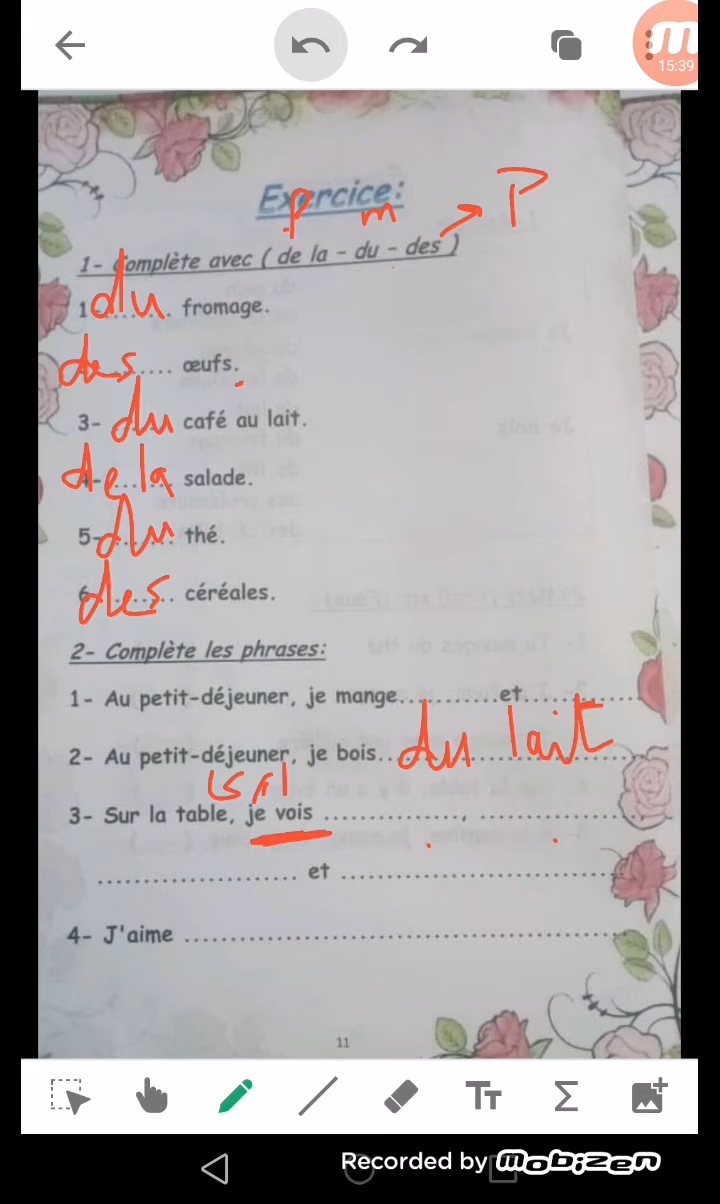 15:39
Exercice:
p m → P
1- Complète avec ( de la - du - des )
1- du fromage.
des œufs.
3- du café au lait.
4- de la salade.
5- du thé.
6- des céréales.
2- Complète les phrases:
1- Au petit-déjeuner, je mange..........et..............
2- Au petit-déjeuner, je bois.. du lait
3- Sur la table, je vois ...................., ....................
........................ et ..............................
4- J'aime ..................................................
11
Tт
Σ
Recorded by mobizen